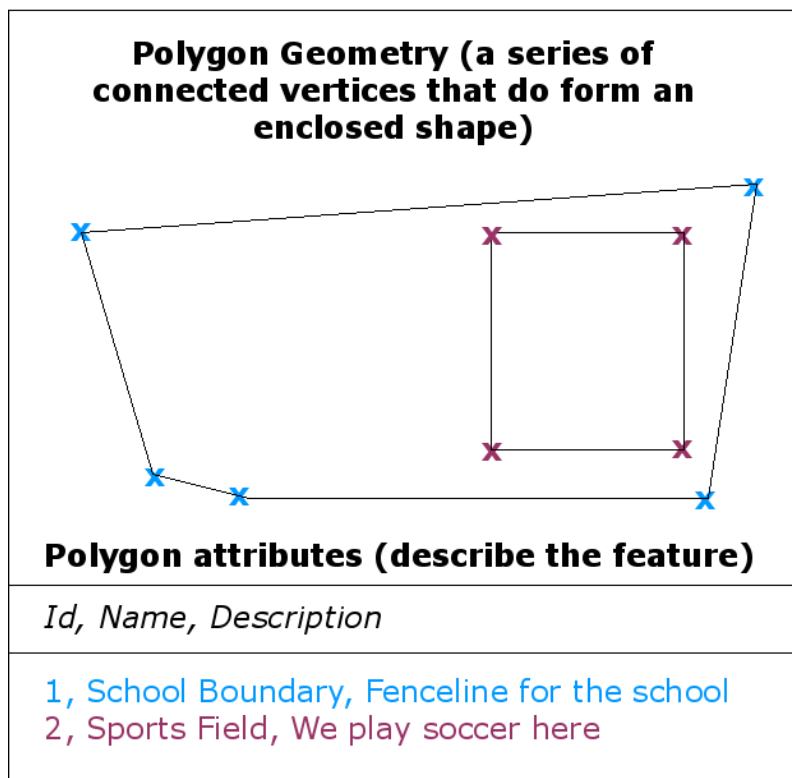 Polygon Geometry (a series of
connected vertices that do form an
enclosed shape)
x
x
x
x
x
x
x
x
x
Polygon attributes (describe the feature)
Id, Name, Description
1, School Boundary, Fenceline for the school
2, Sports Field, We play soccer here